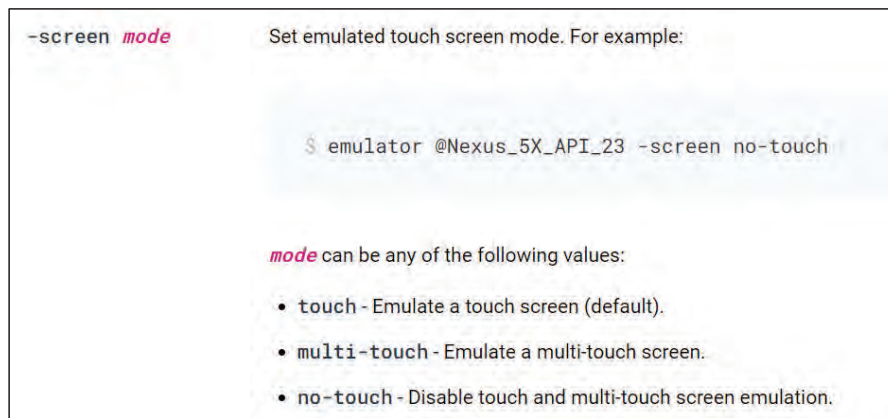 -screen mode Set emulated touch screen mode. For example:
$ emulator @Nexus_5X_API_23 -screen no-touch
mode can be any of the following values:
• touch - Emulate a touch screen (default).
• multi-touch - Emulate a multi-touch screen.
• no-touch - Disable touch and multi-touch screen emulation.